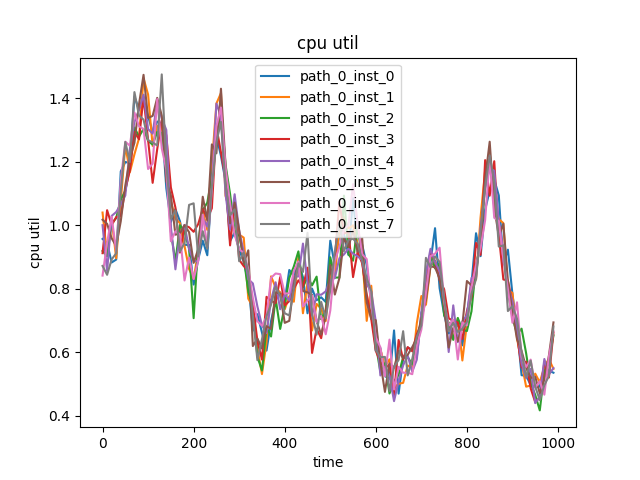 cpu util
path_0_inst_0
path_0_inst_1
path_0_inst_2
path_0_inst_3
path_0_inst_4
path_0_inst_5
path_0_inst_6
path_0_inst_7
cpu util
1.4
1.2
1.0
0.8
0.6
0.4
0 200 400 600 800 1000
time